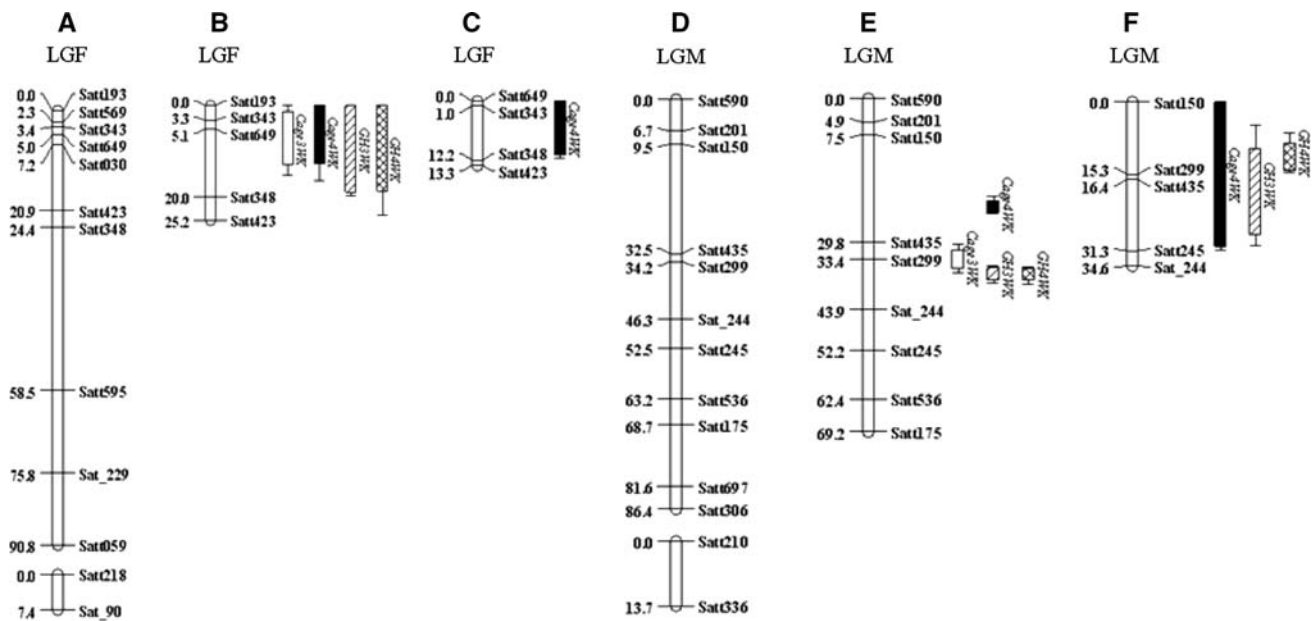 A
LGF
0.0 Satt193
2.3 Satt569
3.4 Satt343
5.0 Satt649
7.2 Satt030
20.9 Satt423
24.4 Satt348
58.5 Satt595
75.8 Sat_229
90.8 Satt059
0.0 Satt218
7.4 Sat_90
B
LGF
0.0 Satt193
3.3 Satt343
5.1 Satt649
20.0 Satt348
25.2 Satt423
Cage3WK
Cage4WK
GH3WK
GH4WK
C
LGF
0.0 Satt649
1.0 Satt343
12.2 Satt348
13.3 Satt423
Cage4WK
D
LGM
0.0 Satt590
6.7 Satt201
9.5 Satt150
32.5 Satt435
34.2 Satt299
46.3 Sat_244
52.5 Satt245
63.2 Satt536
68.7 Satt175
81.6 Satt697
86.4 Satt306
0.0 Satt210
13.7 Satt336
E
LGM
0.0 Satt590
4.9 Satt201
7.5 Satt150
29.8 Satt435
33.4 Satt299
43.9 Sat_244
52.2 Satt245
62.4 Satt536
69.2 Satt175
Cage3WK
Cage4WK
GH3WK
GH4WK
F
LGM
0.0 Satt150
15.3 Satt299
16.4 Satt435
31.3 Satt245
34.6 Sat_244
Cage4WK
GH3WK
GH4WK